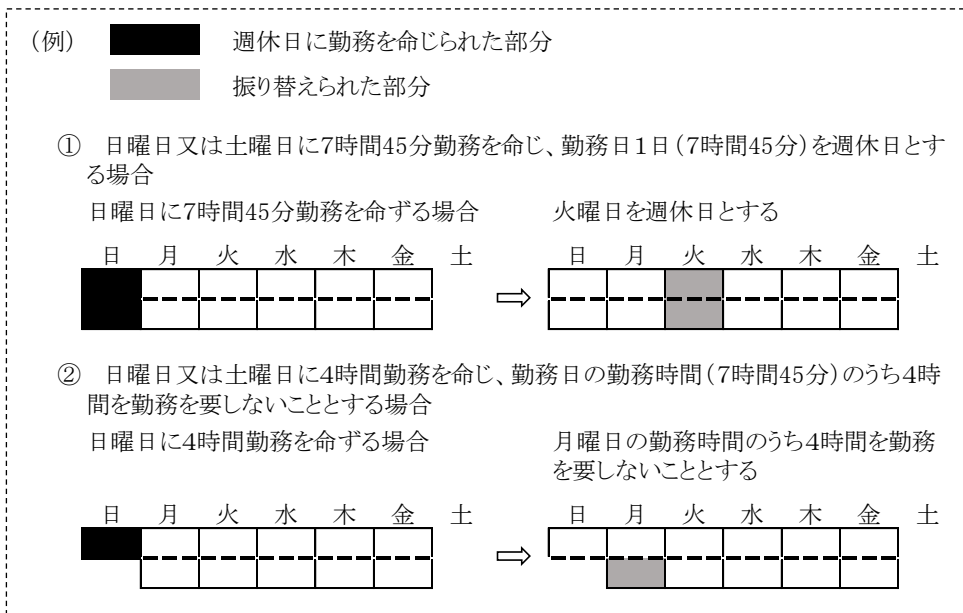 (例) 週休日に勤務を命じられた部分
振り替えられた部分
① 日曜日又は土曜日に7時間45分勤務を命じ、勤務日1日(7時間45分)を週休日とす
る場合
日曜日に7時間45分勤務を命ずる場合 火曜日を週休日とする
日 月 火 水 木 金 土 日 月 火 水 木 金 土
⇨
② 日曜日又は土曜日に4時間勤務を命じ、勤務日の勤務時間(7時間45分)のうち4時
間を勤務を要しないこととする場合
日曜日に4時間勤務を命ずる場合 月曜日の勤務時間のうち4時間を勤務
を要しないこととする
日 月 火 水 木 金 土 日 月 火 水 木 金 土
⇨